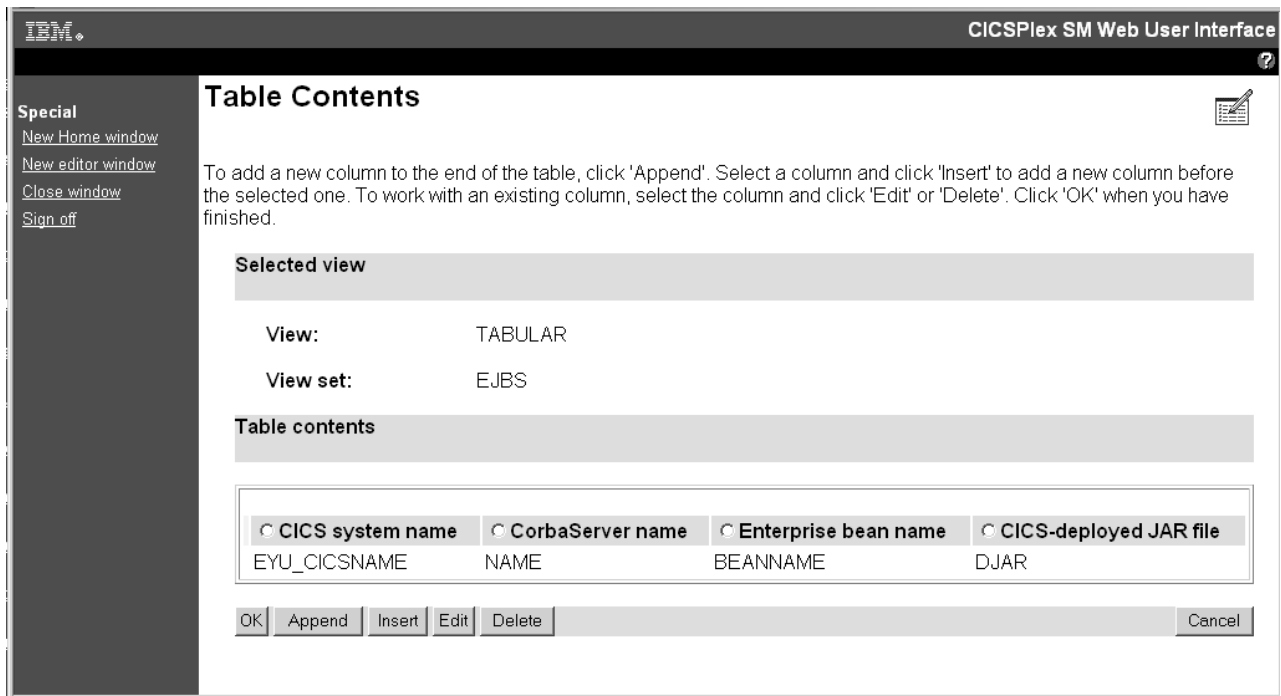 IBM.
CICSPlex SM Web User Interface
?
Special
New Home window
New editor window
Close window
Sign off
Table Contents
To add a new column to the end of the table, click 'Append'. Select a column and click 'Insert' to add a new column before
the selected one. To work with an existing column, select the column and click 'Edit' or 'Delete'. Click 'OK' when you have
finished.
Selected view
View: TABULAR
View set: EJBS
Table contents
CICS system name CorbaServer name Enterprise bean name CICS-deployed JAR file
EYU_CICSNAME NAME BEANNAME DJAR
OK Append Insert Edit Delete Cancel